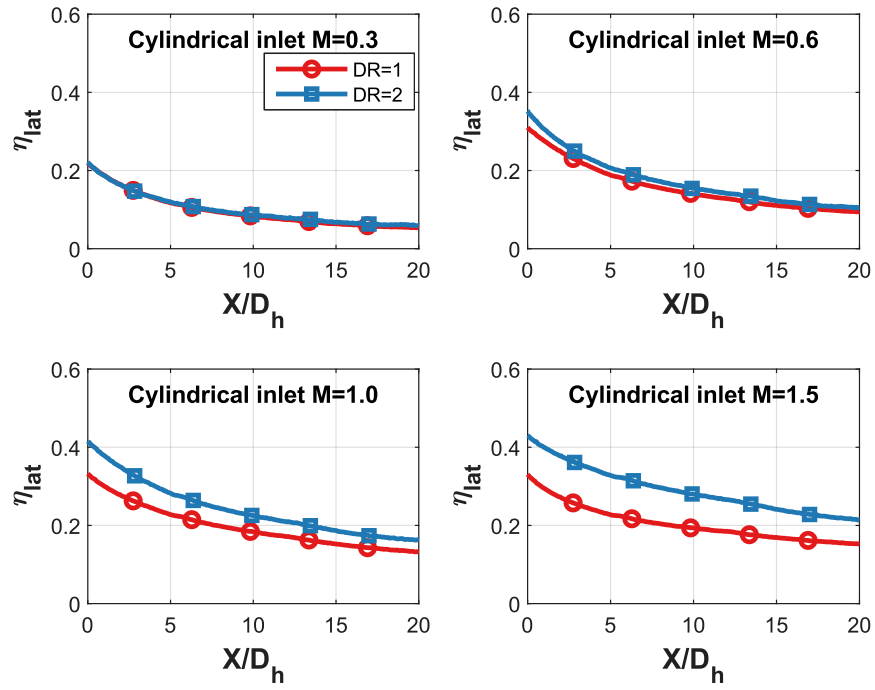 Cylindrical inlet M=0.3
DR=1
DR=2
0.6
0.4
0.2
0
η_lat
0 5 10 15 20
X/D_h
Cylindrical inlet M=0.6
0.6
0.4
0.2
0
η_lat
0 5 10 15 20
X/D_h
Cylindrical inlet M=1.0
0.6
0.4
0.2
0
η_lat
0 5 10 15 20
X/D_h
Cylindrical inlet M=1.5
0.6
0.4
0.2
0
η_lat
0 5 10 15 20
X/D_h